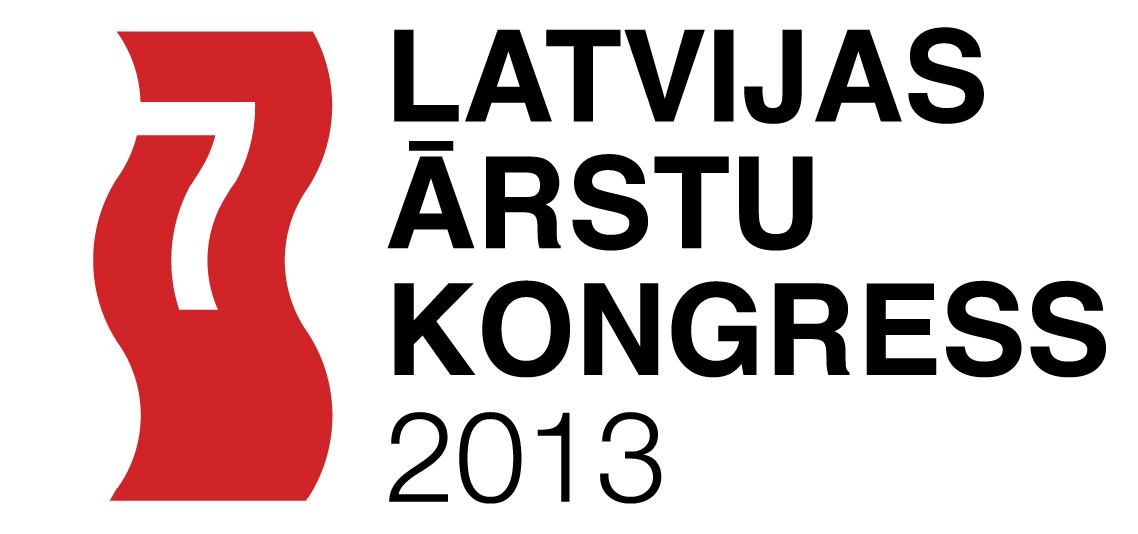 7
LATVIJAS
ĀRSTU
KONGRESS
2013